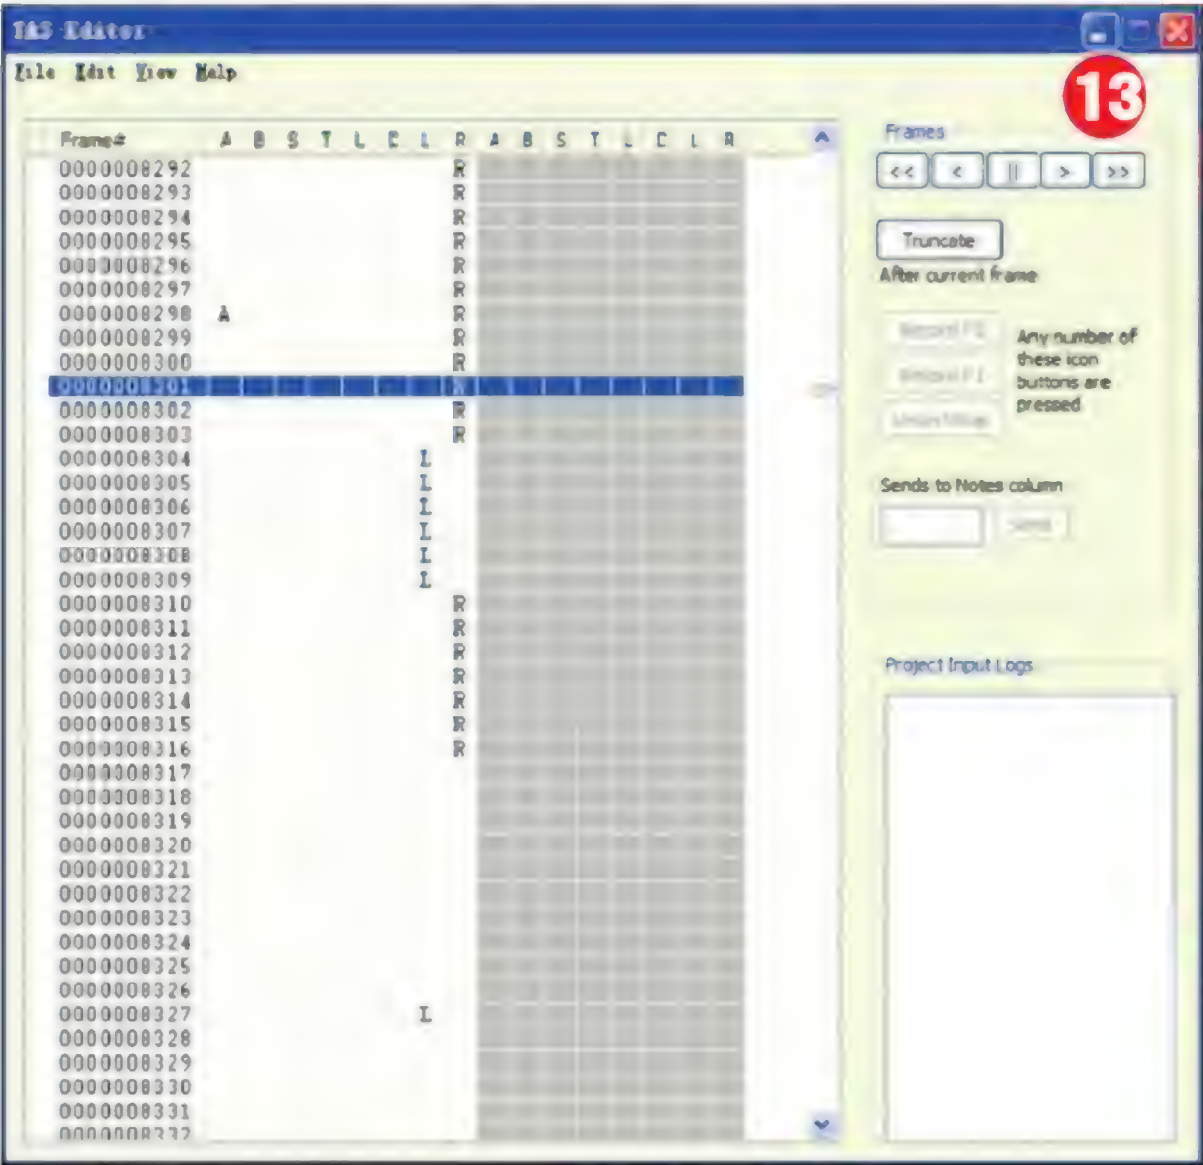 TAS Editor
File Edit View Help
13
Frame# A B S T L C L R A B S T L C L R
0000008292 R
0000008293 R
0000008294 R
0000008295 R
0000008296 R
0000008297 R
0000008298 A R
0000008299 R
0000008300 R
0000008301 R
0000008302 R
0000008303 R
0000008304 L
0000008305 L
0000008306 L
0000008307 L
0000008308 L
0000008309 L
0000008310 R
0000008311 R
0000008312 R
0000008313 R
0000008314 R
0000008315 R
0000008316 R
0000008317
0000008318
0000008319
0000008320
0000008321
0000008322
0000008323
0000008324
0000008325
0000008326
0000008327 L
0000008328
0000008329
0000008330
0000008331
0000008332
Frames
<< < || > >>
Truncate
After current frame
Any number of
these icon
buttons are
pressed
Sends to Notes column
Send
Project Input Logs